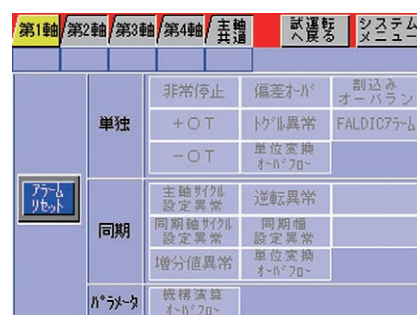 第1軸 第2軸 第3軸 第4軸 主軸 試運転 システム
共通 へ戻る メニュー
非常停止 偏差オーバ 割込み
オーバラン
単独 +OT トグル異常 FALDICアラーム
-OT 単位変換
オーバフロー
アラーム
リセット
主軸サイクル
設定異常
逆転異常
同期 同期軸サイクル
設定異常
同期幅
設定異常
増分値異常 単位変換
オーバフロー
パラメータ 機構演算
オーバフロー